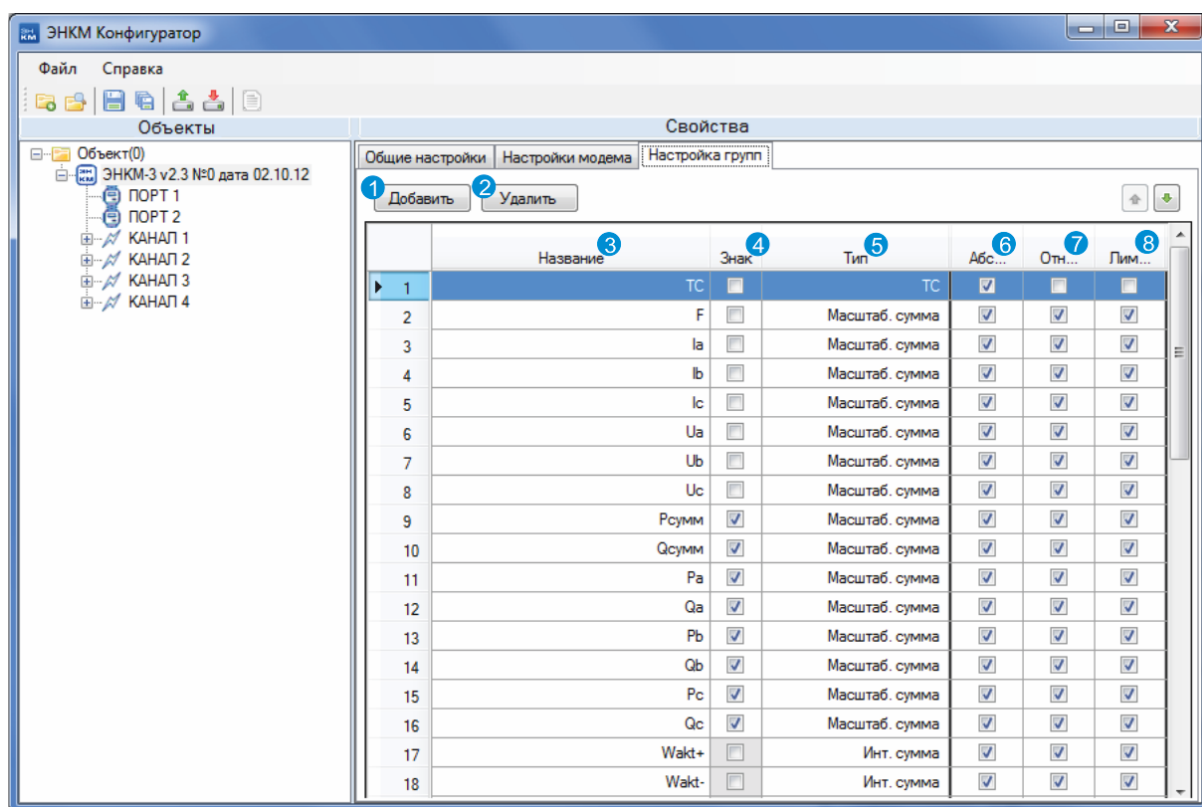 ЭНКМ Конфигуратор
Файл Справка
Объекты
Свойства
Объект(0)
ЭНКМ-3 v2.3 №0 дата 02.10.12
ПОРТ 1
ПОРТ 2
КАНАЛ 1
КАНАЛ 2
КАНАЛ 3
КАНАЛ 4
Общие настройки Настройки модема Настройка групп
1 Добавить 2 Удалить
3 4 5 6 7 8
Название Знак Тип Абс... Отн... Лим...
1 ТС ТС
2 F Масштаб. сумма
3 Ia Масштаб. сумма
4 Ib Масштаб. сумма
5 Ic Масштаб. сумма
6 Ua Масштаб. сумма
7 Ub Масштаб. сумма
8 Uc Масштаб. сумма
9 Pсумм Масштаб. сумма
10 Qсумм Масштаб. сумма
11 Pa Масштаб. сумма
12 Qa Масштаб. сумма
13 Pb Масштаб. сумма
14 Qb Масштаб. сумма
15 Pc Масштаб. сумма
16 Qc Масштаб. сумма
17 Wakt+ Инт. сумма
18 Wakt- Инт. сумма